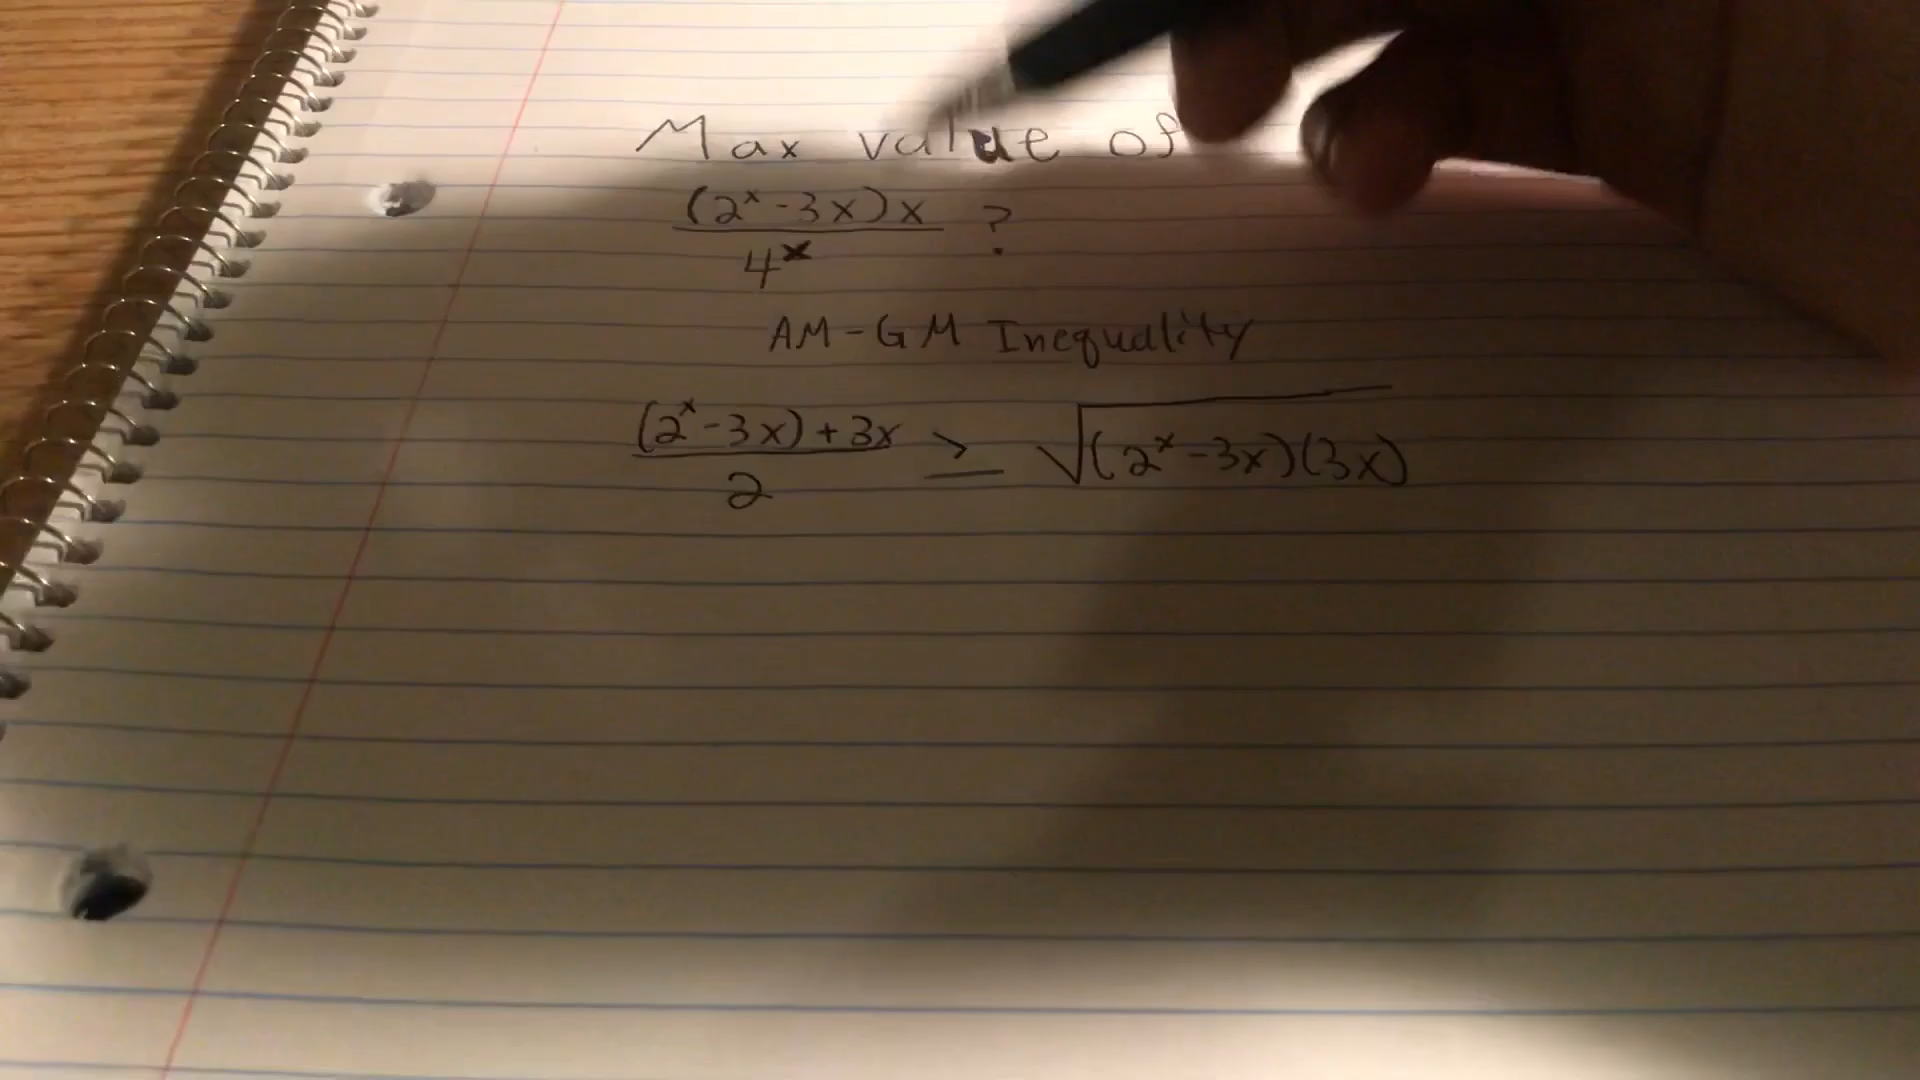 Max value of
(2^x - 3x)x / 4^x ?
AM-GM Inequality
((2^x - 3x) + 3x) / 2 ≥ √((2^x - 3x)(3x))